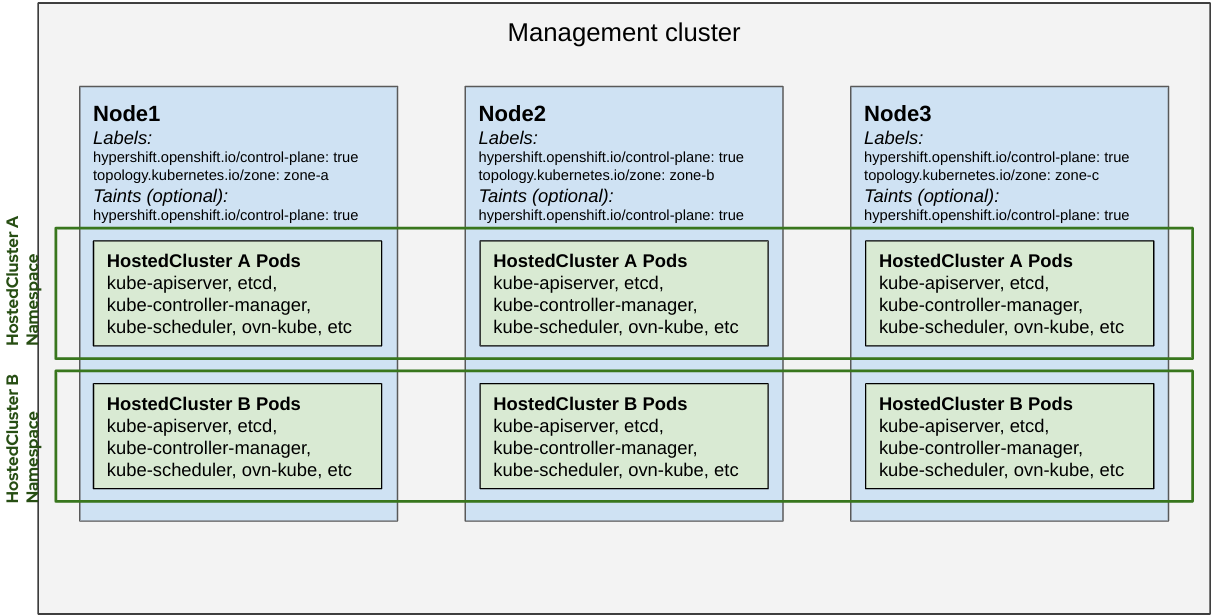 Management cluster
Node1
Labels:
hypershift.openshift.io/control-plane: true
topology.kubernetes.io/zone: zone-a
Taints (optional):
hypershift.openshift.io/control-plane: true
Node2
Labels:
hypershift.openshift.io/control-plane: true
topology.kubernetes.io/zone: zone-b
Taints (optional):
hypershift.openshift.io/control-plane: true
Node3
Labels:
hypershift.openshift.io/control-plane: true
topology.kubernetes.io/zone: zone-c
Taints (optional):
hypershift.openshift.io/control-plane: true
HostedCluster A
Namespace
HostedCluster A Pods
kube-apiserver, etcd,
kube-controller-manager,
kube-scheduler, ovn-kube, etc
HostedCluster A Pods
kube-apiserver, etcd,
kube-controller-manager,
kube-scheduler, ovn-kube, etc
HostedCluster A Pods
kube-apiserver, etcd,
kube-controller-manager,
kube-scheduler, ovn-kube, etc
HostedCluster B
Namespace
HostedCluster B Pods
kube-apiserver, etcd,
kube-controller-manager,
kube-scheduler, ovn-kube, etc
HostedCluster B Pods
kube-apiserver, etcd,
kube-controller-manager,
kube-scheduler, ovn-kube, etc
HostedCluster B Pods
kube-apiserver, etcd,
kube-controller-manager,
kube-scheduler, ovn-kube, etc